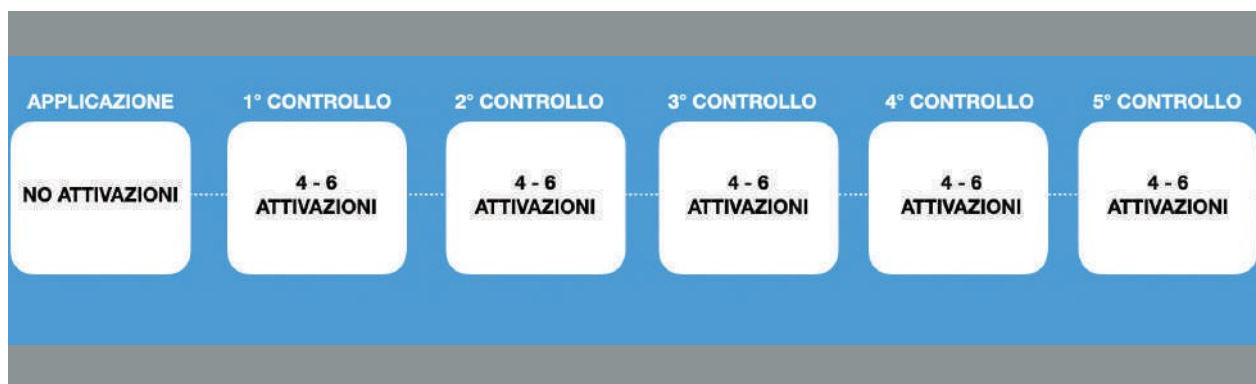 APPLICAZIONE
1° CONTROLLO
2° CONTROLLO
3° CONTROLLO
4° CONTROLLO
5° CONTROLLO
NO ATTIVAZIONI
4 - 6
ATTIVAZIONI
4 - 6
ATTIVAZIONI
4 - 6
ATTIVAZIONI
4 - 6
ATTIVAZIONI
4 - 6
ATTIVAZIONI